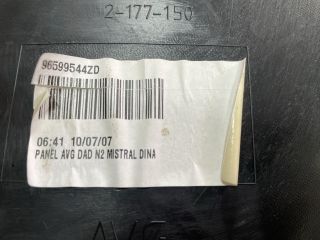 2-177-150
96599544ZD
06:41 10/07/07
PANEL AVG DAD N2 MISTRAL DINA